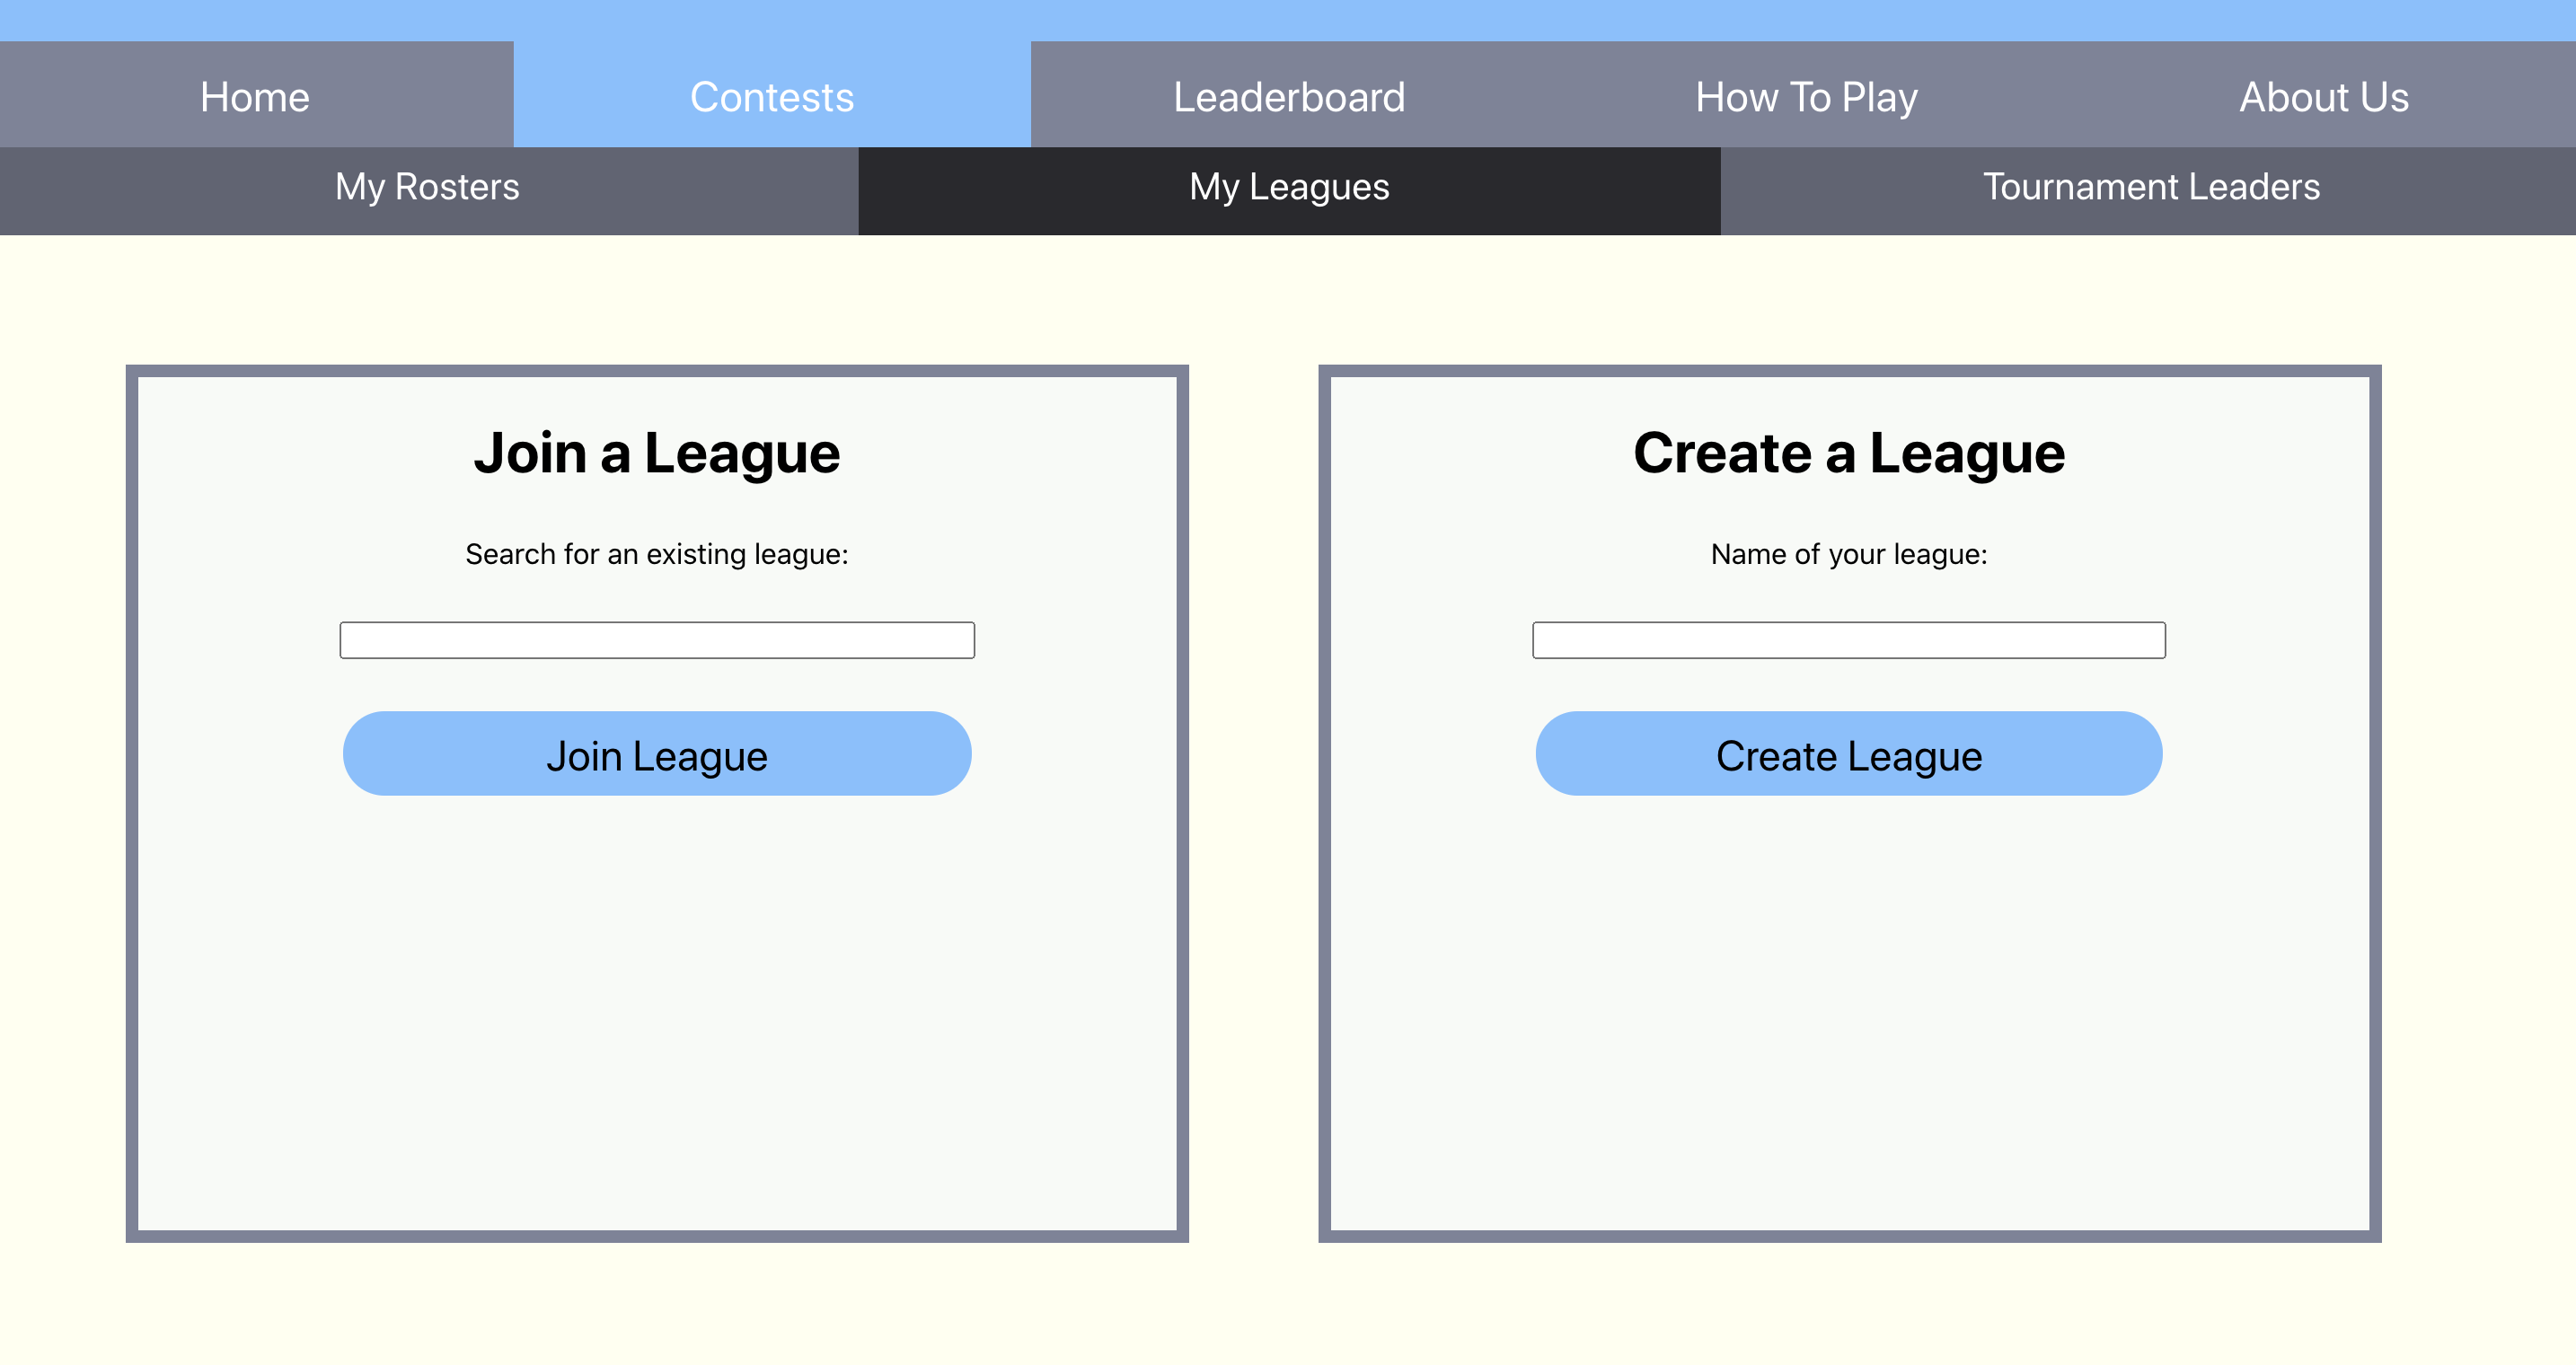 Home
Contests
Leaderboard
How To Play
About Us
My Rosters
My Leagues
Tournament Leaders
Join a League
Search for an existing league:
Join League
Create a League
Name of your league:
Create League